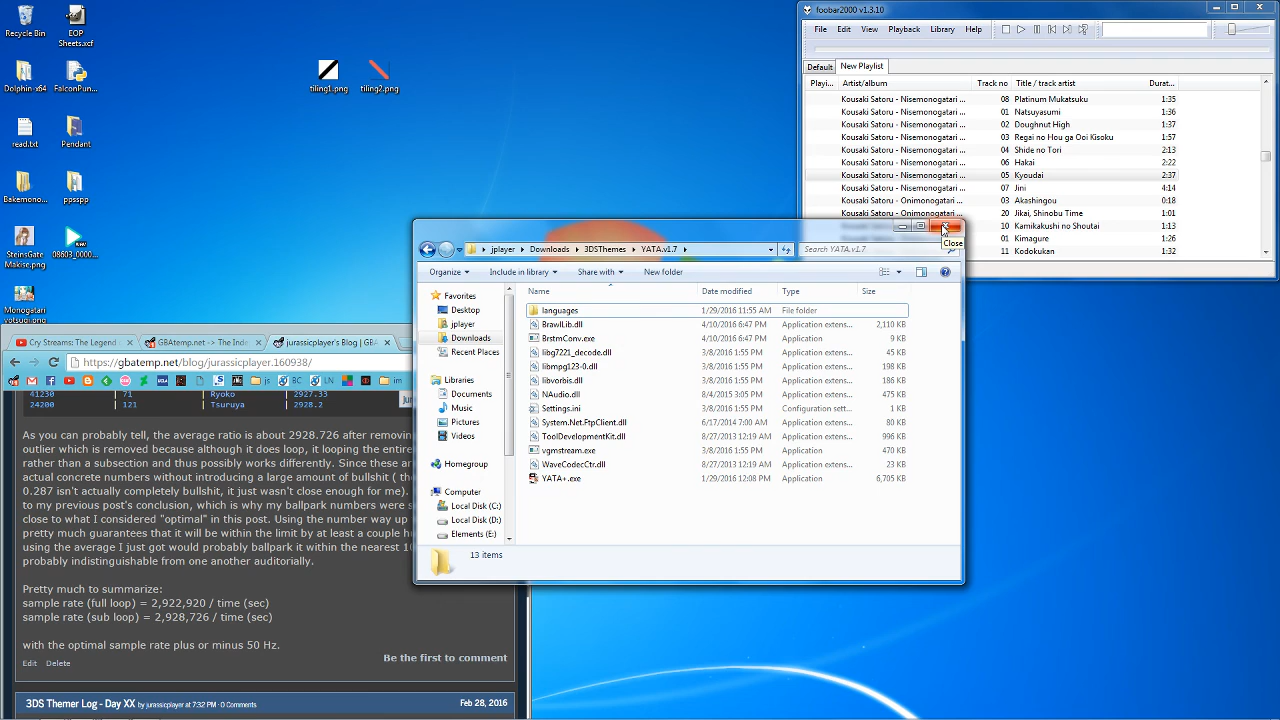 Recycle Bin
EOP
Sheets.xcf
Dolphin-x64
FalconPun...
read.txt
Pendant
Bakemono...
ppsspp
SteinsGate
Makise.png
08603_0000...
Monogatari
tiling1.png
tiling2.png
foobar2000 v1.3.10
File Edit View Playback Library Help
Default New Playlist
Playi... Artist/album Track no Title / track artist Durat...
Kousaki Satoru - Nisemonogatari ... 08 Platinum Mukatsuku 1:35
Kousaki Satoru - Nisemonogatari ... 01 Natsuyasumi 1:36
Kousaki Satoru - Nisemonogatari ... 02 Doughnut High 1:37
Kousaki Satoru - Nisemonogatari ... 03 Regai no Hou ga Ooi Kisoku 1:57
Kousaki Satoru - Nisemonogatari ... 04 Shide no Tori 2:13
Kousaki Satoru - Nisemonogatari ... 06 Hakai 2:22
Kousaki Satoru - Nisemonogatari ... 05 Kyoudai 2:37
Kousaki Satoru - Nisemonogatari ... 07 Jini 4:14
Kousaki Satoru - Onimonogatari ... 03 Akashingou 0:18
Kousaki Satoru - Onimonogatari ... 20 Jikai, Shinobu Time 1:01
10 Kamikakushi no Shoujo 1:31
01 Kimagure 1:26
11 Kodokukan 1:32
Close
jplayer Downloads 3DSThemes YATA.v1.7
Search YATA.v1.7
Organize Include in library Share with New folder
Favorites
Desktop
jplayer
Downloads
Recent Places
Libraries
Documents
Music
Pictures
Videos
Homegroup
Computer
Local Disk (C:)
Local Disk (D:)
Elements (E:)
Name Date modified Type Size
languages 1/29/2016 11:55 AM File folder
BrawlLib.dll 4/10/2016 6:47 PM Application extens... 2,110 KB
BrstmConv.exe 4/10/2016 6:47 PM Application 9 KB
libg7221_decode.dll 3/8/2016 1:55 PM Application extens... 354 KB
libmpg123-0.dll 3/8/2016 1:55 PM Application extens... 198 KB
libvorbis.dll 3/8/2016 1:55 PM Application extens... 186 KB
NAudio.dll 8/4/2015 3:05 PM Application extens... 475 KB
Settings.ini 3/8/2016 1:55 PM Configuration sett... 1 KB
System.Net.FtpClient.dll 6/17/2014 7:00 AM Application extens... 80 KB
ToolDevelopmentKit.dll 8/27/2013 12:19 AM Application extens... 996 KB
vgmstream.exe 3/8/2016 1:55 PM Application 470 KB
WaveCodecCtr.dll 8/27/2013 12:19 AM Application extens... 23 KB
YATA+.exe 1/29/2016 12:08 PM Application 6,705 KB
13 items
Cry Streams: The Legend GBAtemp.net -> The Inde jurassicplayer's Blog | GBA
https://gbatemp.net/blog/jurassicplayer.160938/
js BC LN im
41230 | 71 | Ryoko | 2927.33
24200 | 121 | Tsuruya | 2928.2
As you can probably tell, the average ratio is about 2928.726 after removin
outlier which is removed because although it does loop, it looping the entire
rather than a subsection and thus possibly works differently. Since these ar
actual concrete numbers without introducing a large amount of bullshit ( the
0.287 isn't actually completely bullshit, it just wasn't close enough for me).
to my previous post's conclusion, which is why my ballpark numbers were s
close to what I considered "optimal" in this post. Using the number way up
pretty much guarantees that it will be within the limit by at least a couple h
using the average I just got would probably ballpark it within the nearest 10
probably indistinguishable from one another auditorially.
Pretty much to summarize:
sample rate (full loop) = 2,922,920 / time (sec)
sample rate (sub loop) = 2,928,726 / time (sec)
with the optimal sample rate plus or minus 50 Hz.
Edit Delete
Be the first to comment
3DS Themer Log - Day XX by jurassicplayer at 7:32 PM · 0 Comments Feb 28, 2016